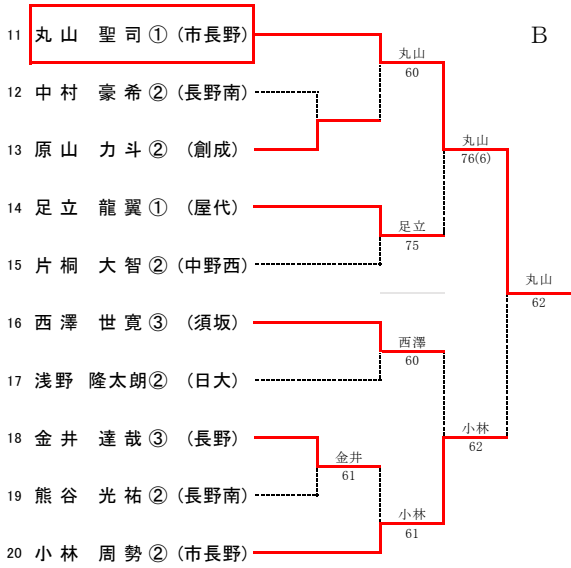 B
11 丸山 聖司① (市長野)
丸山
60
12 中村 豪希② (長野南)
丸山
76(6)
13 原山 力斗② (創成)
14 足立 龍翼① (屋代)
足立
75
15 片桐 大智② (中野西)
丸山
62
16 西澤 世寛③ (須坂)
西澤
60
17 浅野 隆太朗② (日大)
18 金井 達哉③ (長野)
小林
62
金井
61
19 熊谷 光祐② (長野南)
小林
61
20 小林 周勢② (市長野)